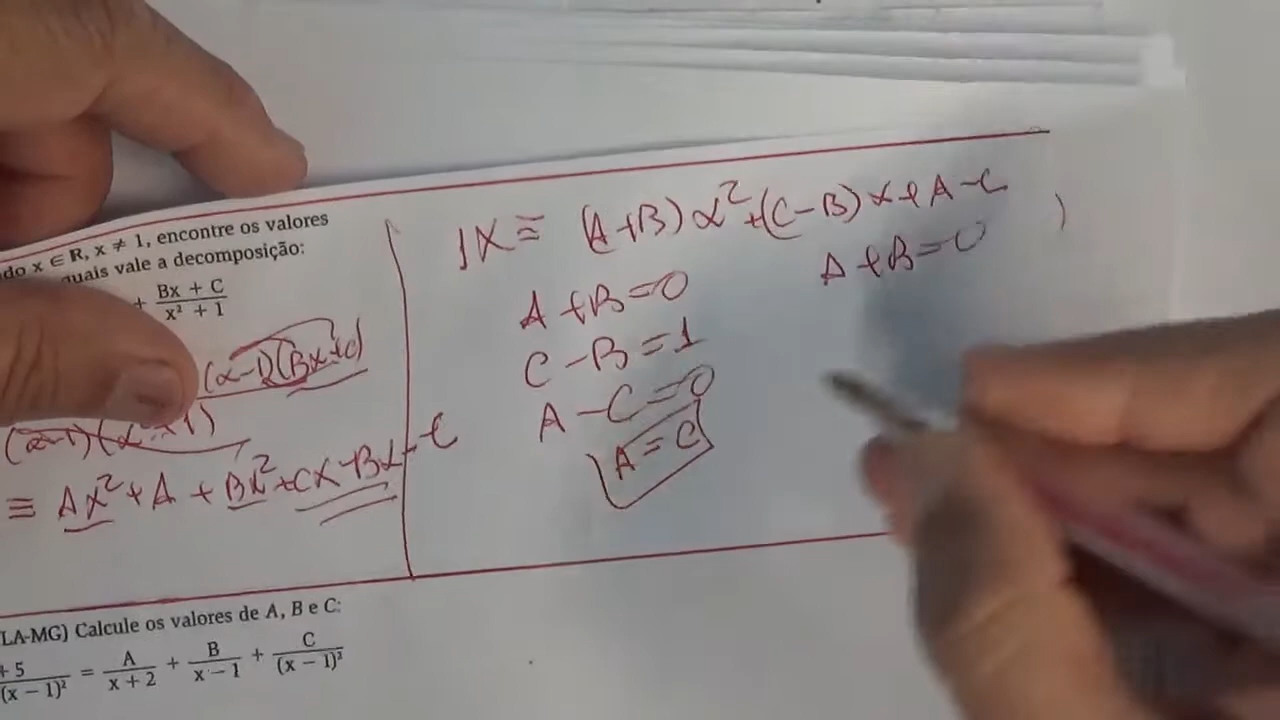 do x ∈ R, x ≠ 1, encontre os valores
quais vale a decomposição:
+ Bx + C / x² + 1
(x-1)(Bx+C)
(x-1)(x²+1)
≡ Ax² + A + Bx² + Cx - Bx - C
1x ≡ (A+B)x² + (C-B)x + A-C
A+B=0
C-B=1
A-C=0
A=C
A+B=0
LA-MG) Calcule os valores de A, B e C:
+ 5 / (x − 1)² = A / x + 2 + B / x − 1 + C / (x − 1)²